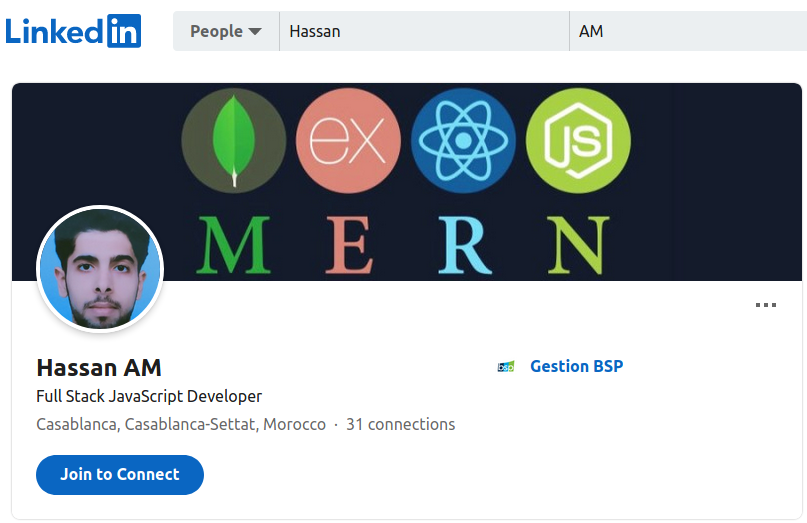 Linkedin People Hassan AM
ex JS
M E R N
Hassan AM bsp Gestion BSP
Full Stack JavaScript Developer
Casablanca, Casablanca-Settat, Morocco · 31 connections
Join to Connect